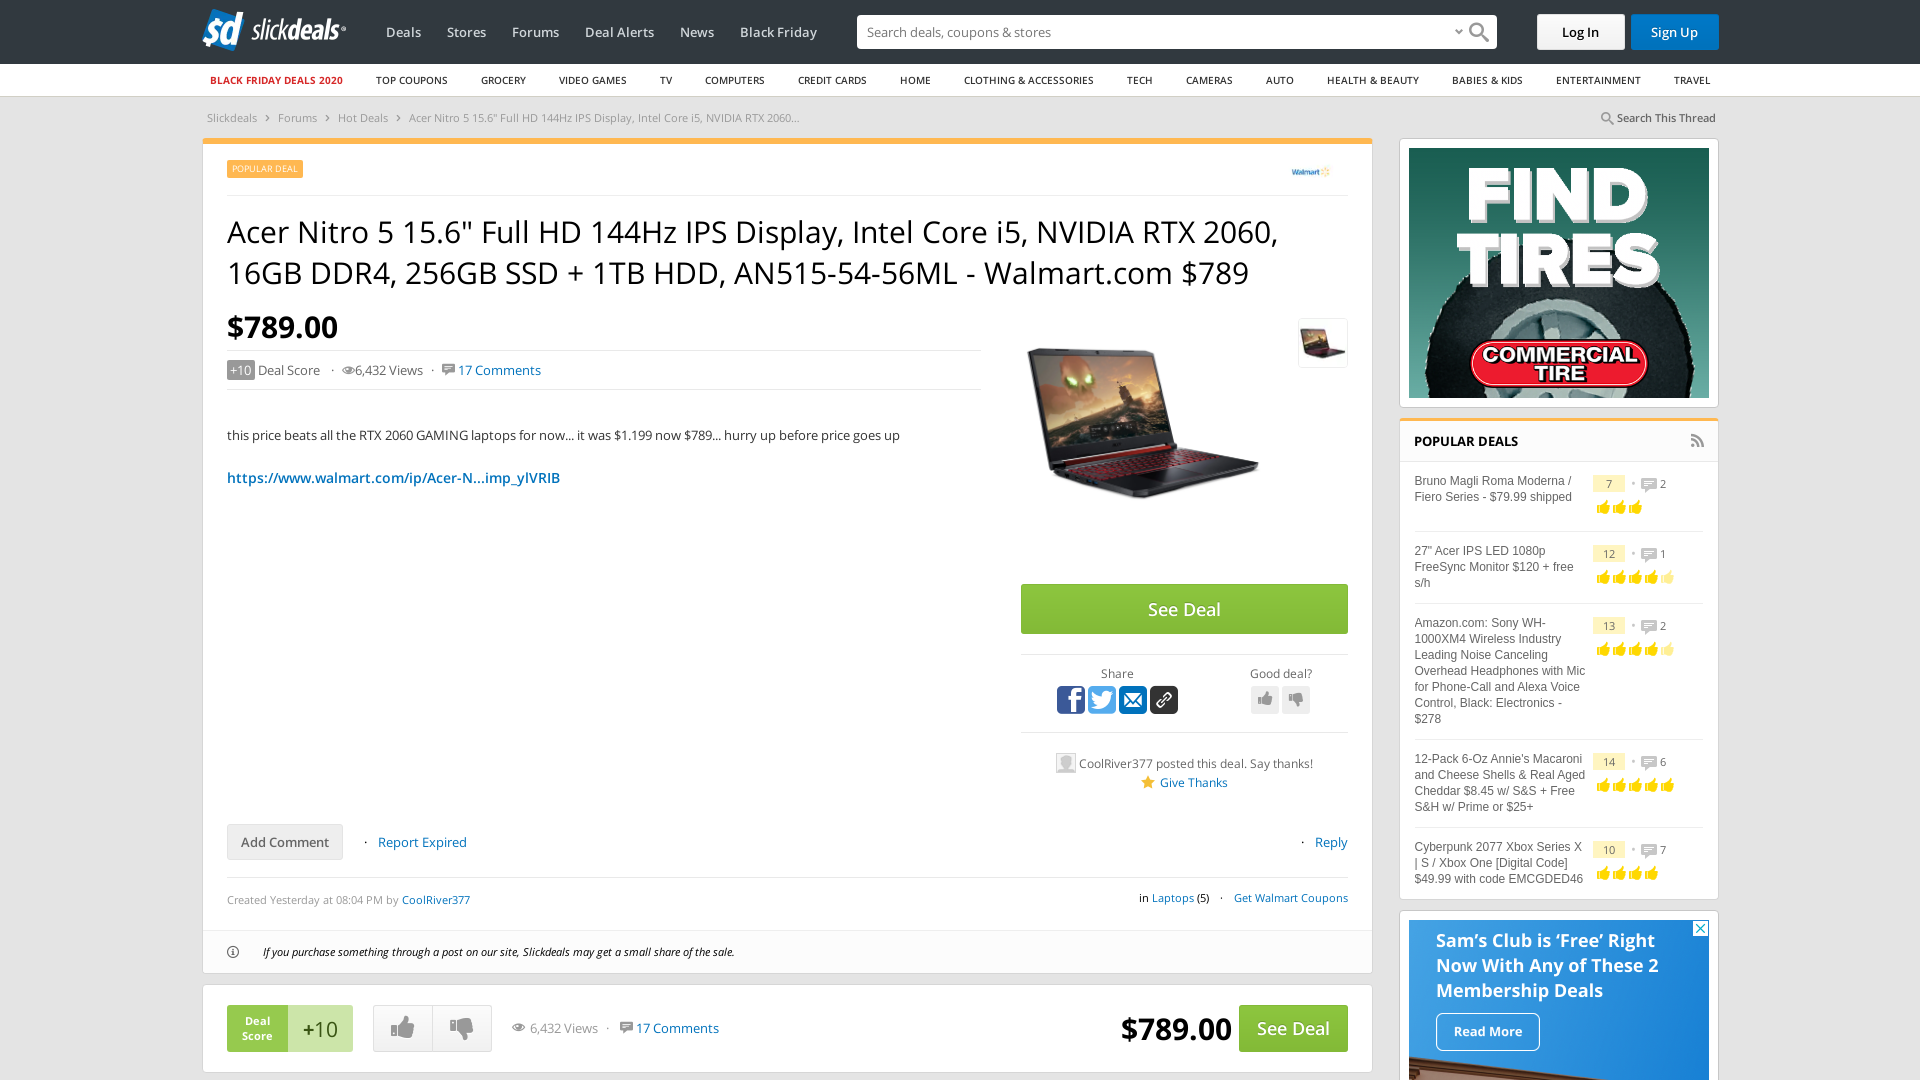 slickdeals
Deals
Stores
Forums
Deal Alerts
News
Black Friday
Search deals, coupons & stores
Log In
Sign Up
BLACK FRIDAY DEALS 2020
TOP COUPONS
GROCERY
VIDEO GAMES
TV
COMPUTERS
CREDIT CARDS
HOME
CLOTHING & ACCESSORIES
TECH
CAMERAS
AUTO
HEALTH & BEAUTY
BABIES & KIDS
ENTERTAINMENT
TRAVEL
Slickdeals › Forums › Hot Deals › Acer Nitro 5 15.6" Full HD 144Hz IPS Display, Intel Core i5, NVIDIA RTX 2060...
Search This Thread
POPULAR DEAL
Walmart
Acer Nitro 5 15.6" Full HD 144Hz IPS Display, Intel Core i5, NVIDIA RTX 2060,
16GB DDR4, 256GB SSD + 1TB HDD, AN515-54-56ML - Walmart.com $789
$789.00
+10 Deal Score · 6,432 Views · 17 Comments
this price beats all the RTX 2060 GAMING laptops for now... it was $1.199 now $789... hurry up before price goes up
https://www.walmart.com/ip/Acer-N...imp_ylVRIB
See Deal
Share
Good deal?
CoolRiver377 posted this deal. Say thanks!
Give Thanks
Add Comment
· Report Expired
· Reply
Created Yesterday at 08:04 PM by CoolRiver377
in Laptops (5) · Get Walmart Coupons
If you purchase something through a post on our site, Slickdeals may get a small share of the sale.
Deal
Score
+10
6,432 Views · 17 Comments
$789.00
See Deal
FIND
TIRES
COMMERCIAL
TIRE
POPULAR DEALS
Bruno Magli Roma Moderna /
Fiero Series - $79.99 shipped
7 • 2
27" Acer IPS LED 1080p
FreeSync Monitor $120 + free
s/h
12 • 1
Amazon.com: Sony WH-
1000XM4 Wireless Industry
Leading Noise Canceling
Overhead Headphones with Mic
for Phone-Call and Alexa Voice
Control, Black: Electronics -
$278
13 • 2
12-Pack 6-Oz Annie's Macaroni
and Cheese Shells & Real Aged
Cheddar $8.45 w/ S&S + Free
S&H w/ Prime or $25+
14 • 6
Cyberpunk 2077 Xbox Series X
| S / Xbox One [Digital Code]
$49.99 with code EMCGDED46
10 • 7
Sam's Club is ‘Free’ Right
Now With Any of These 2
Membership Deals
Read More